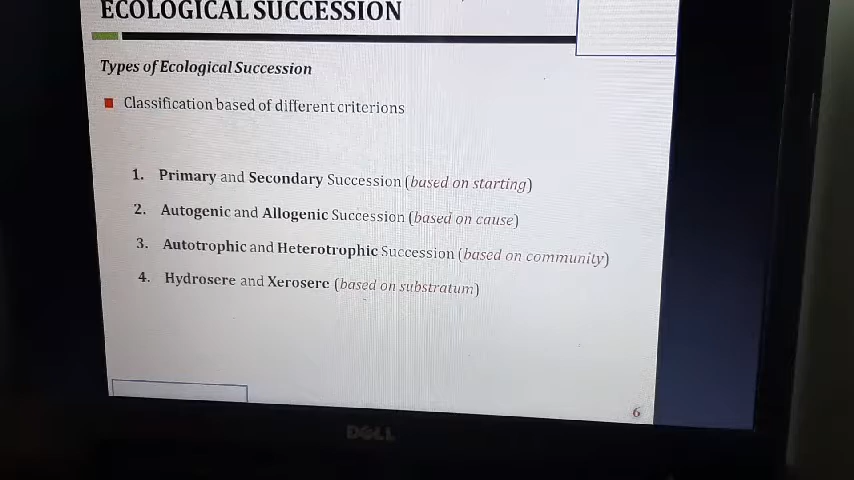 ECOLOGICAL SUCCESSION
Types of Ecological Succession
Classification based of different criterions
1. Primary and Secondary Succession (based on starting)
2. Autogenic and Allogenic Succession (based on cause)
3. Autotrophic and Heterotrophic Succession (based on community)
4. Hydrosere and Xerosere (based on substratum)
6
DELL